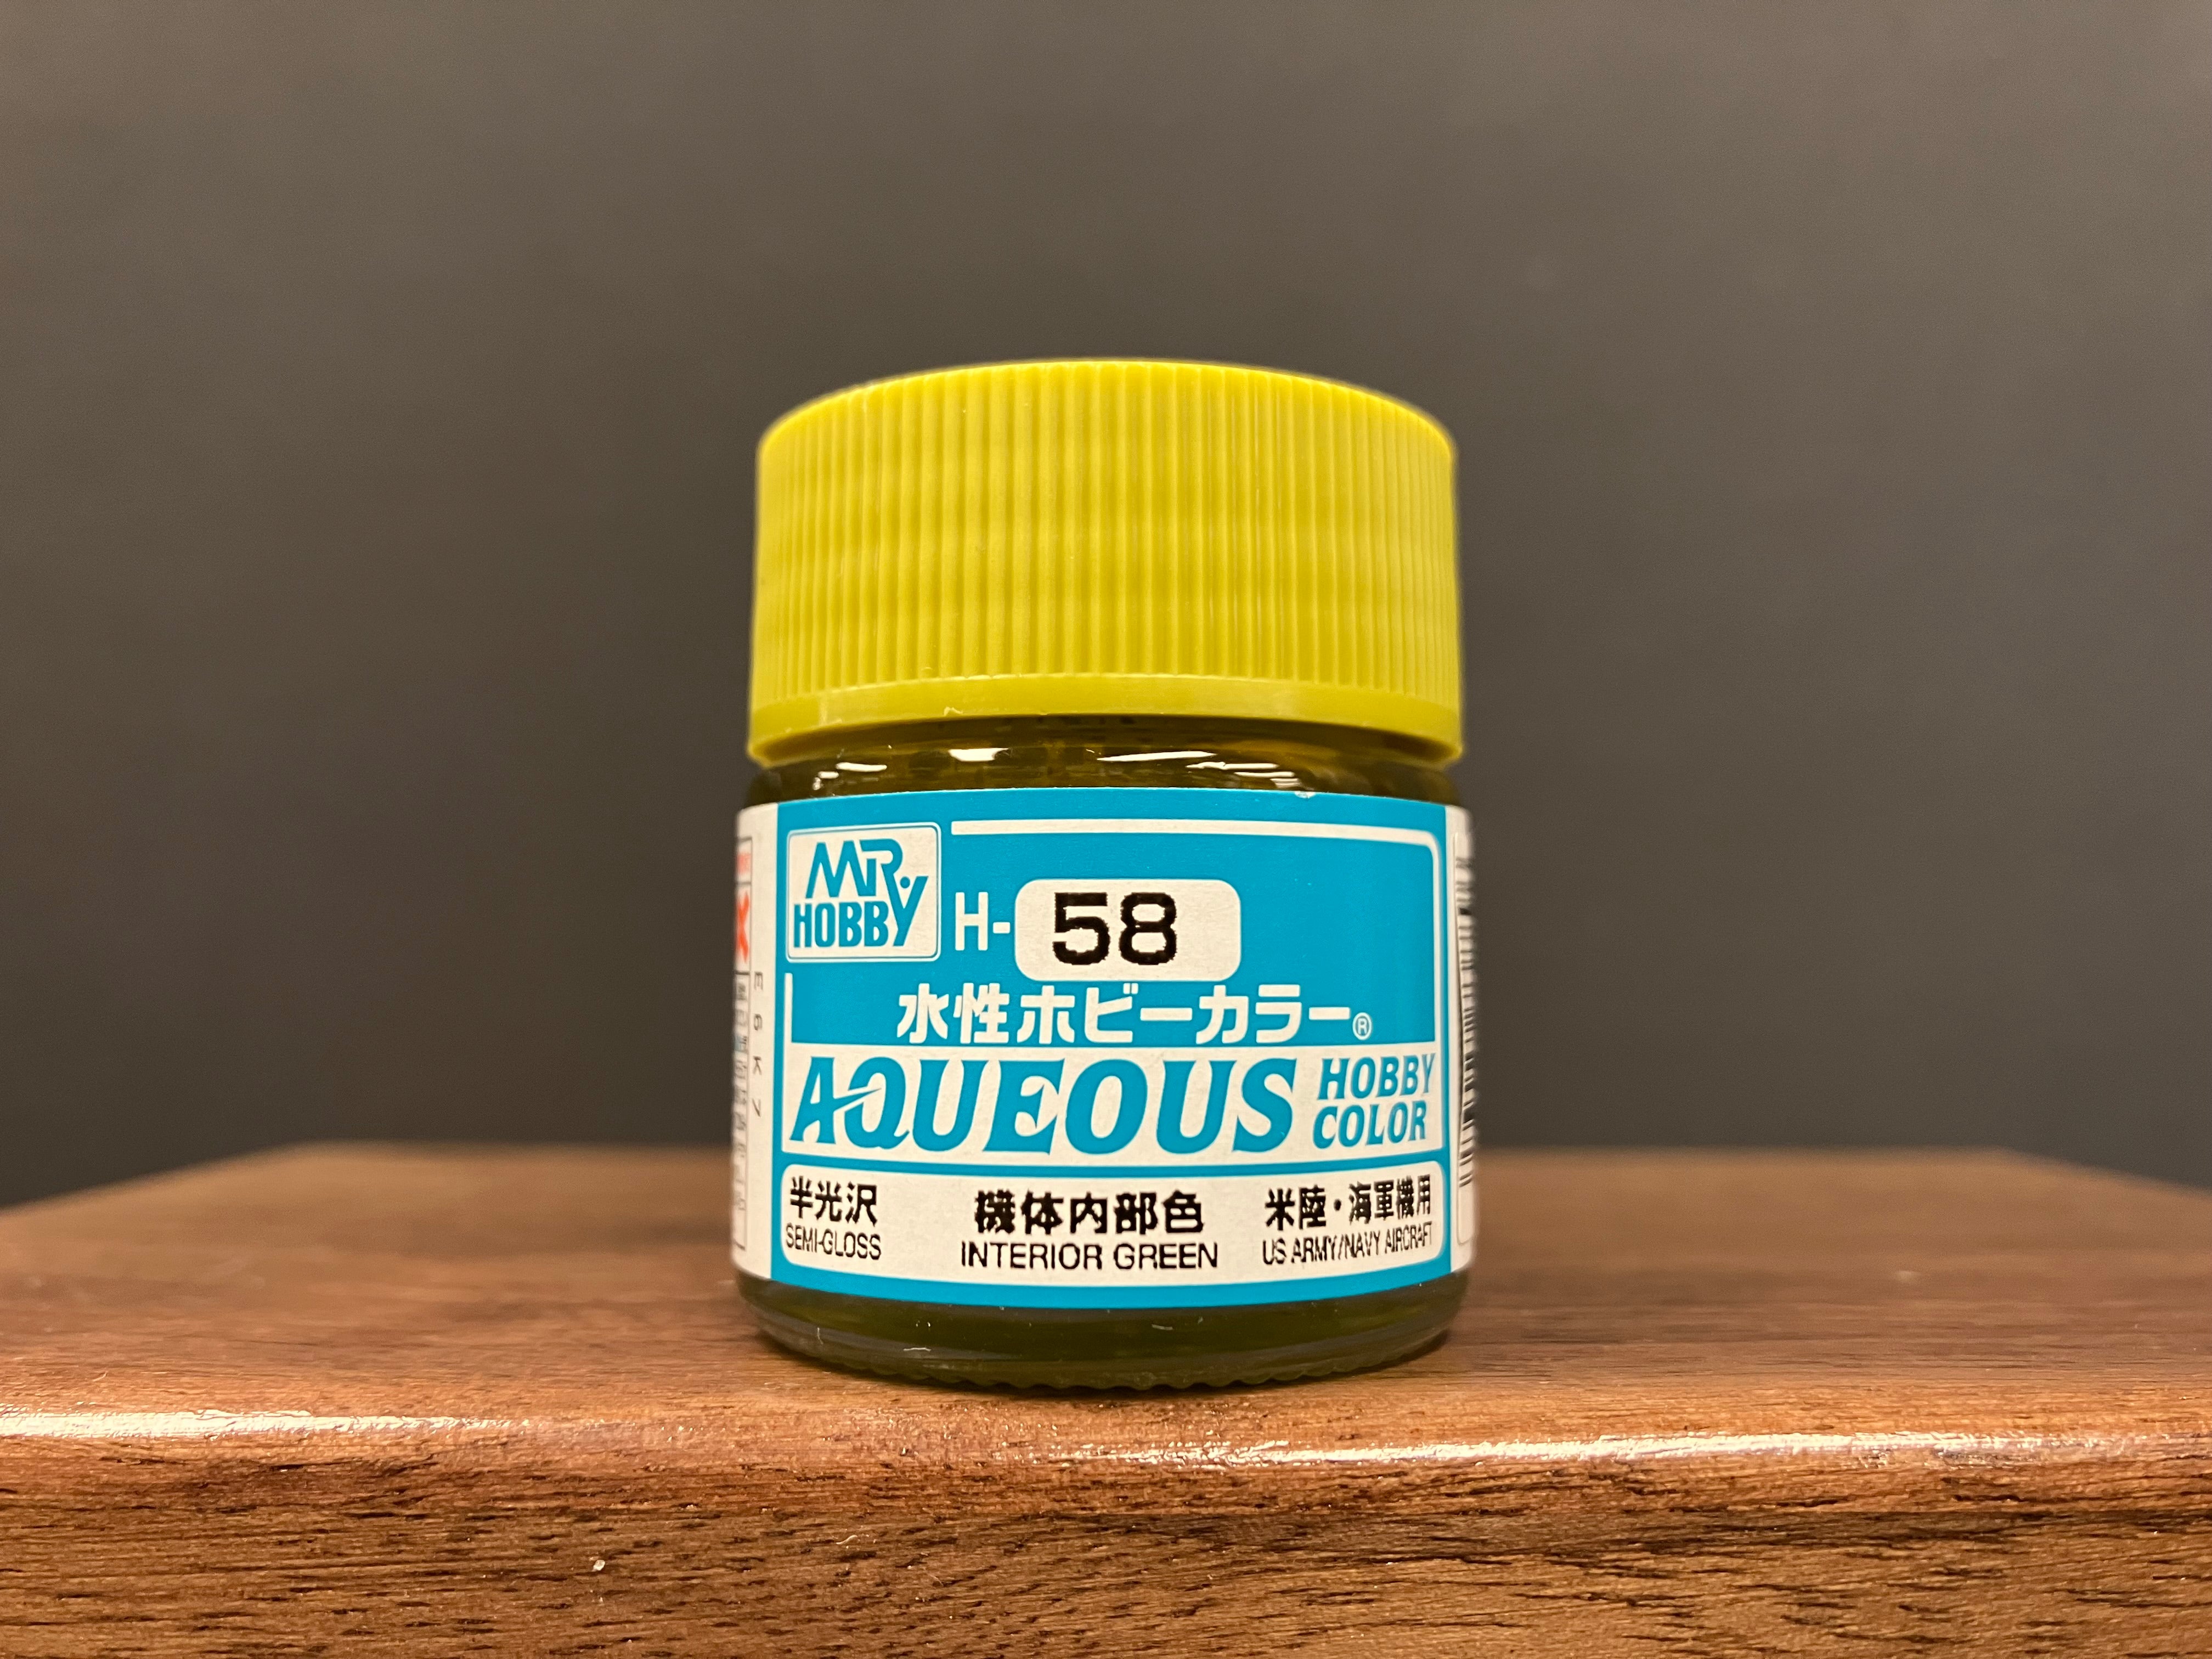 MR.
HOBBY
H-58
水性ホビーカラー®
AQUEOUS HOBBY
COLOR
半光沢 機体内部色 米陸・海軍機用
SEMI-GLOSS INTERIOR GREEN US ARMY/NAVY AIRCRAFT
E6K7